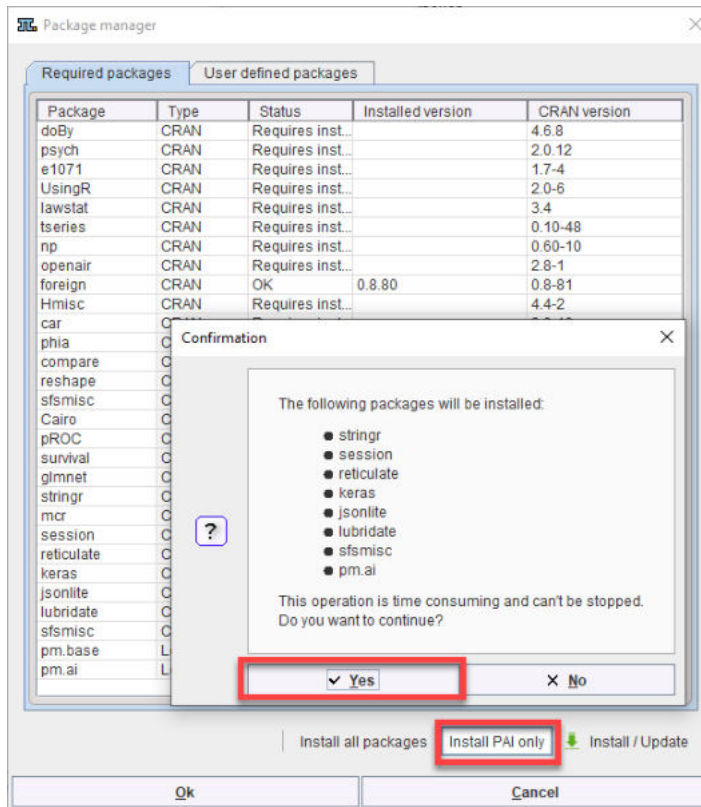 Package manager
Required packages User defined packages
Package Type Status Installed version CRAN version
doBy CRAN Requires inst... 4.6.8
psych CRAN Requires inst... 2.0.12
e1071 CRAN Requires inst... 1.7-4
UsingR CRAN Requires inst... 2.0-6
lawstat CRAN Requires inst... 3.4
tseries CRAN Requires inst... 0.10-48
np CRAN Requires inst... 0.60-10
openair CRAN Requires inst... 2.8-1
foreign CRAN OK 0.8.80 0.8-81
Hmisc CRAN Requires inst... 4.4-2
car
phia C
compare C
reshape C
sfsmisc C
Cairo C
pROC C
survival C
glmnet C
stringr C
mcr C
session C
reticulate C
keras C
jsonlite C
lubridate C
sfsmisc C
pm.base L
pm.ai L
Confirmation
The following packages will be installed:
stringr
session
reticulate
keras
jsonlite
lubridate
sfsmisc
pm.ai
This operation is time consuming and can't be stopped.
Do you want to continue?
Yes No
Install all packages Install PAI only Install / Update
Ok Cancel